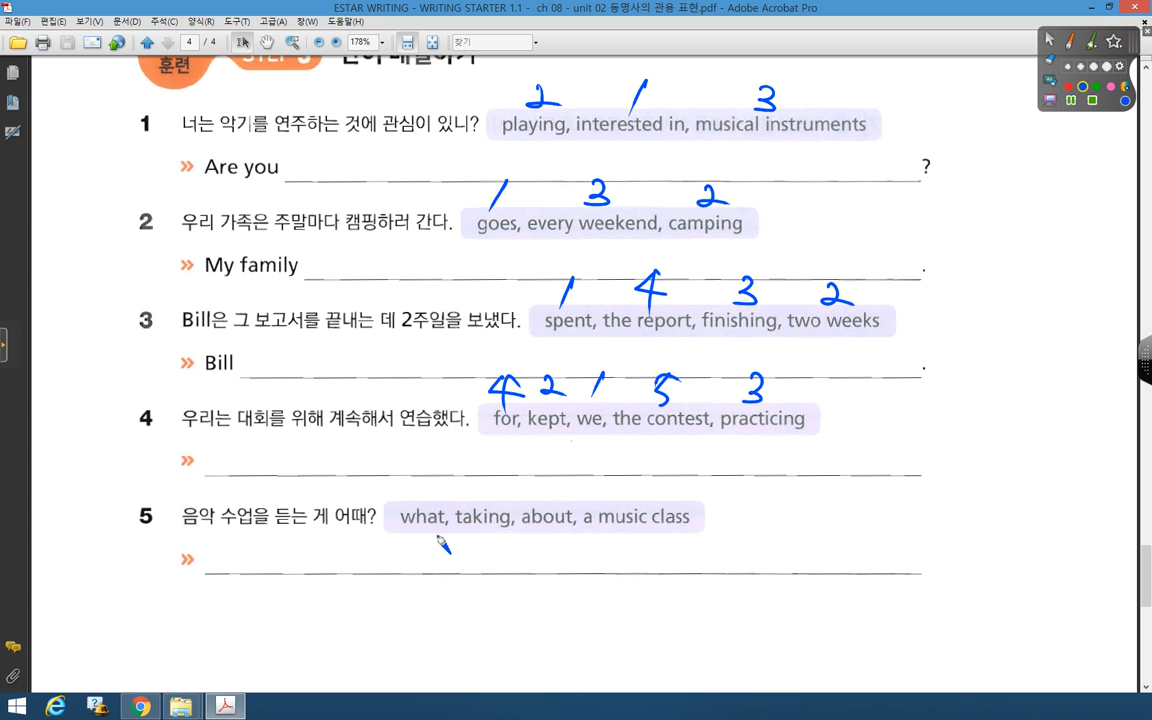 ESTAR WRITING - WRITING STARTER 1.1 - ch 08 - unit 02 동명사의 관용 표현.pdf - Adobe Acrobat Pro
파일(F) 편집(E) 보기(V) 문서(D) 주석(C) 양식(R) 도구(T) 고급(A) 창(W) 도움말(H)
4 / 4 178% 찾기
훈련
2 1 3
1 너는 악기를 연주하는 것에 관심이 있니? playing, interested in, musical instruments
Are you ?
1 3 2
2 우리 가족은 주말마다 캠핑하러 간다. goes, every weekend, camping
My family .
1 4 3 2
3 Bill은 그 보고서를 끝내는 데 2주일을 보냈다. spent, the report, finishing, two weeks
Bill .
4 2 1 5 3
4 우리는 대회를 위해 계속해서 연습했다. for, kept, we, the contest, practicing
5 음악 수업을 듣는 게 어때? what, taking, about, a music class